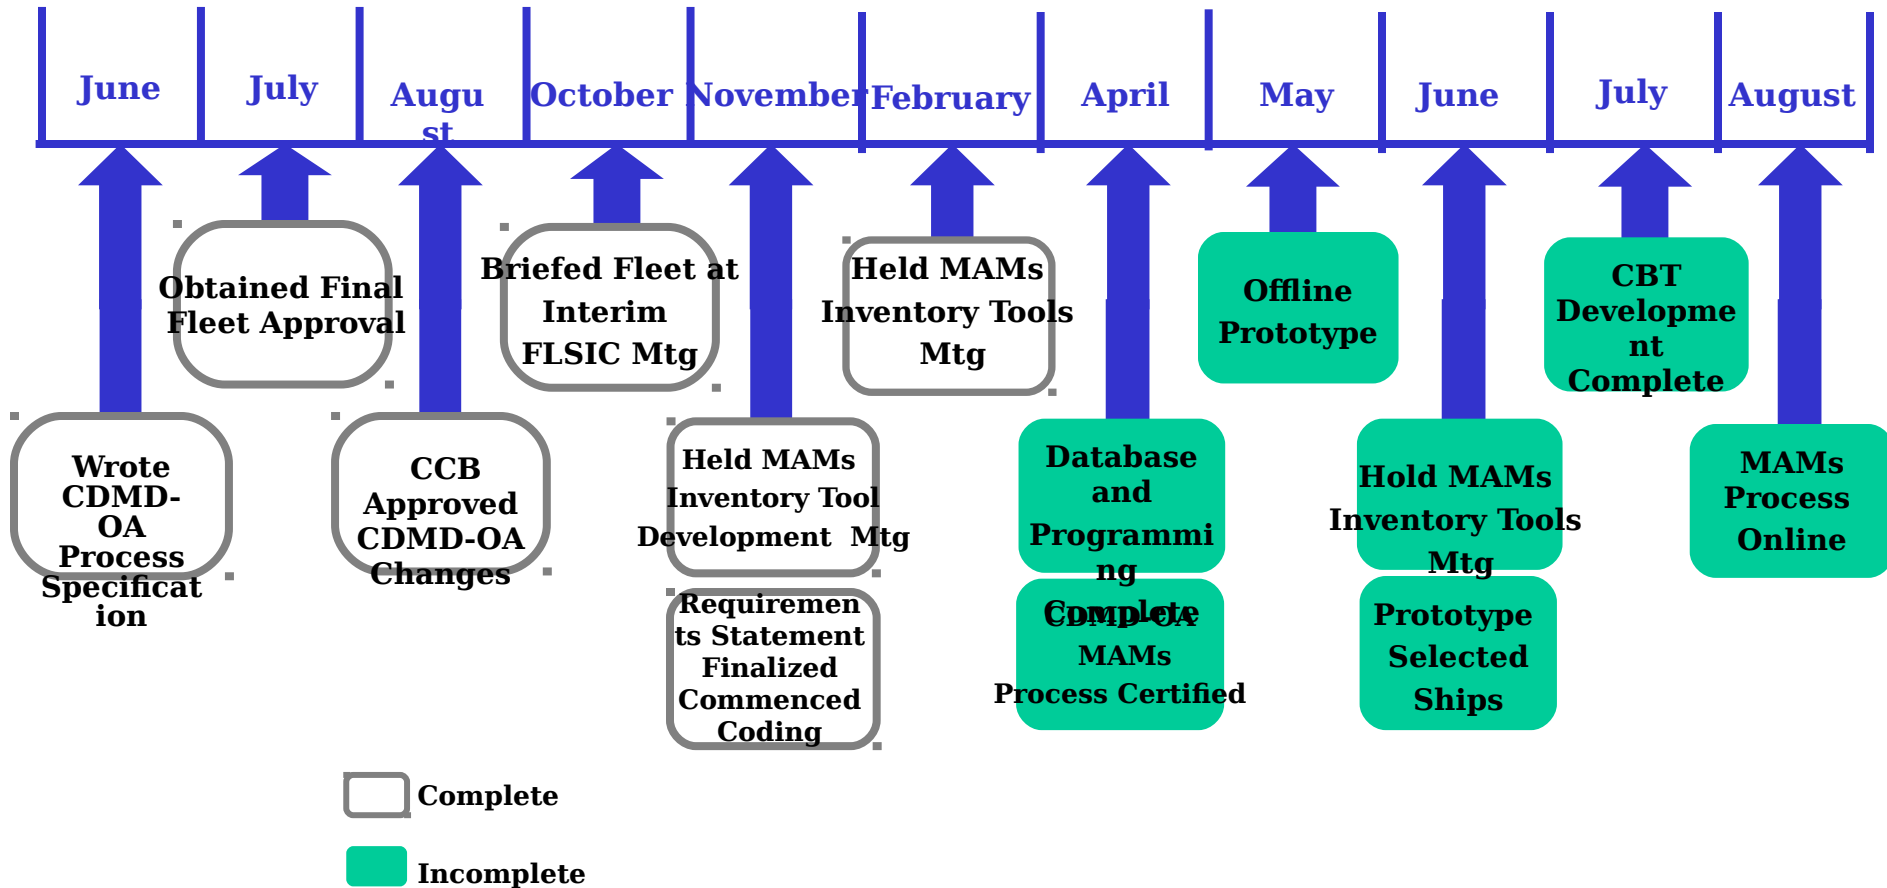 June
July
Augu
st
October
November
February
April
May
June
July
August
Obtained Final
Fleet Approval
Briefed Fleet at
Interim
FLSIC Mtg
Held MAMs
Inventory Tools
Mtg
Offline
Prototype
CBT
Developme
nt
Complete
Wrote
CDMD-
OA
Process
Specificat
ion
CCB
Approved
CDMD-OA
Changes
Held MAMs
Inventory Tool
Development Mtg
Requiremen
ts Statement
Finalized
Commenced
Coding
Database
and
Programmi
ng
Complete
CDMD-OA
MAMs
Process Certified
Hold MAMs
Inventory Tools
Mtg
Prototype
Selected
Ships
MAMs
Process
Online
Complete
Incomplete